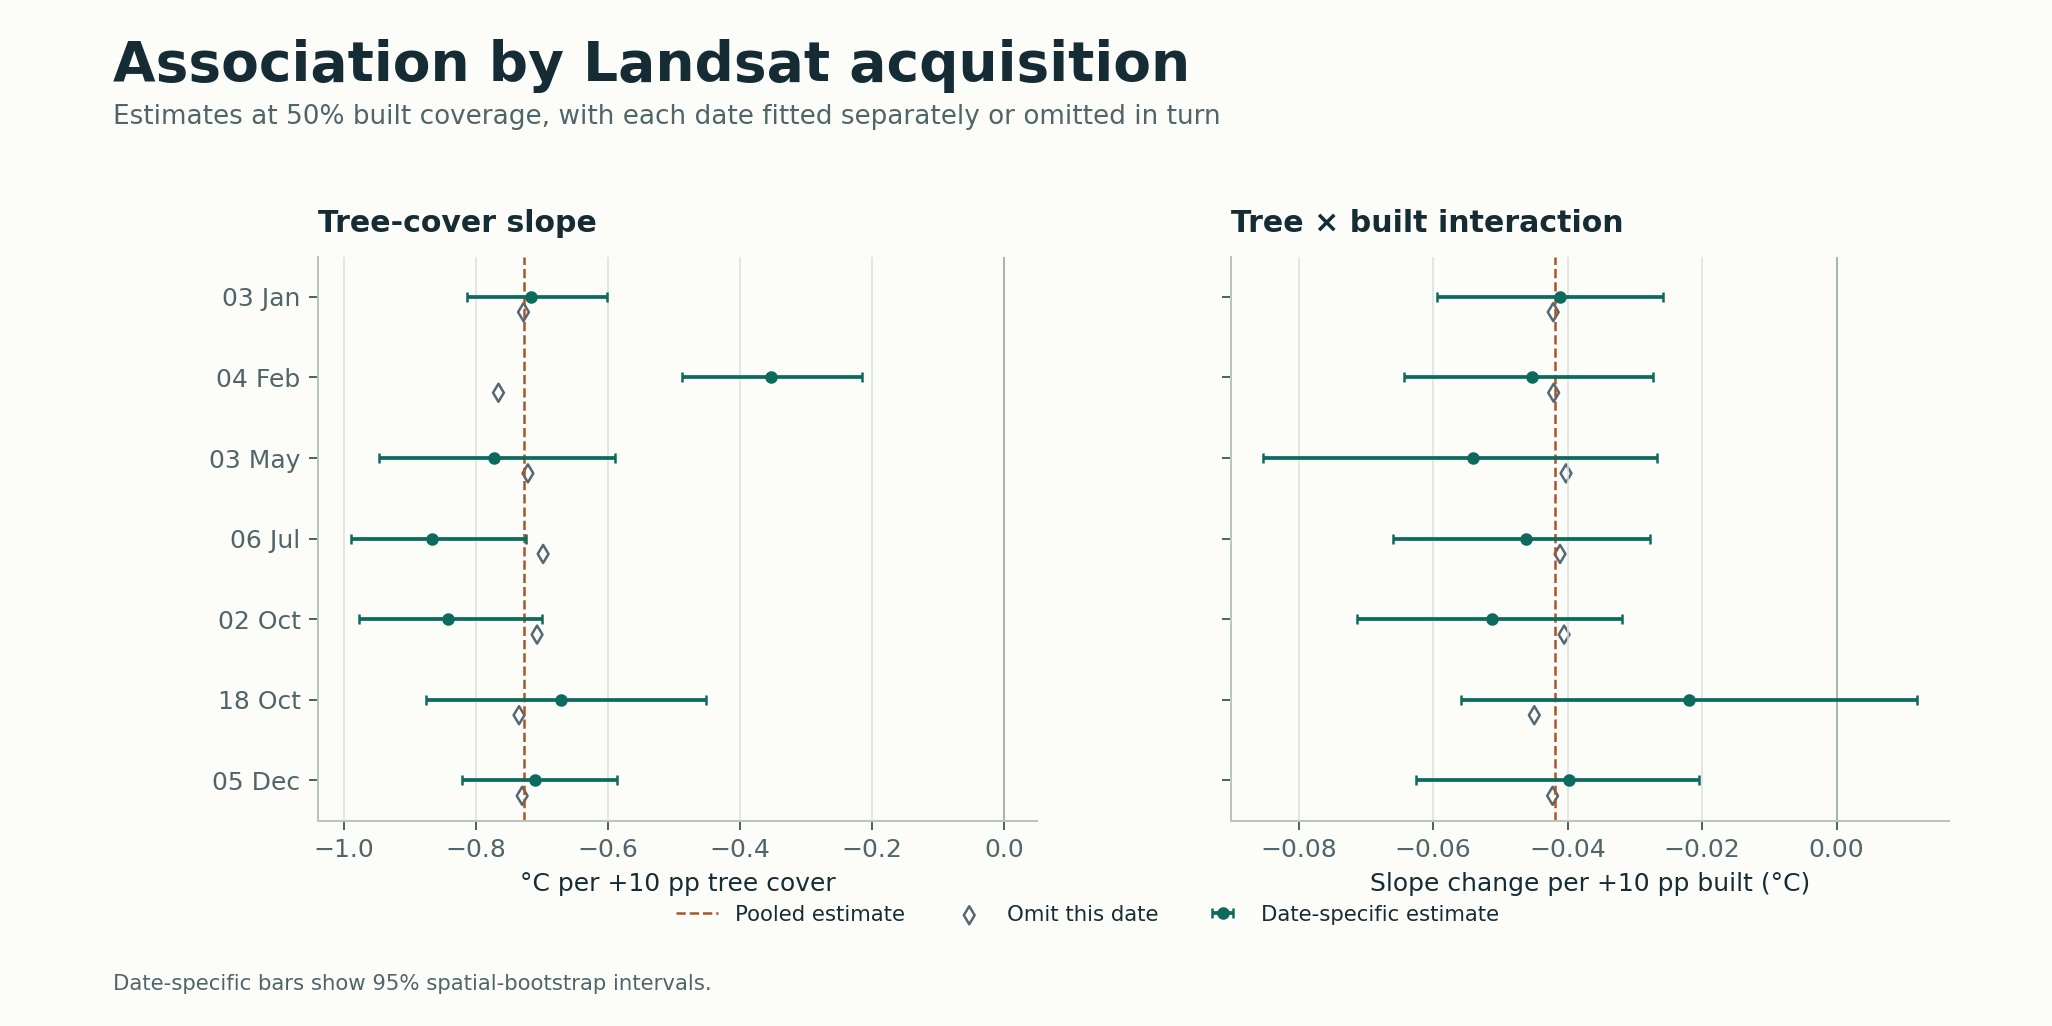 Association by Landsat acquisition
Estimates at 50% built coverage, with each date fitted separately or omitted in turn
Tree-cover slope
03 Jan
04 Feb
03 May
06 Jul
02 Oct
18 Oct
05 Dec
−1.0 −0.8 −0.6 −0.4 −0.2 0.0
°C per +10 pp tree cover
Tree × built interaction
−0.08 −0.06 −0.04 −0.02 0.00
Slope change per +10 pp built (°C)
Pooled estimate Omit this date Date-specific estimate
Date-specific bars show 95% spatial-bootstrap intervals.